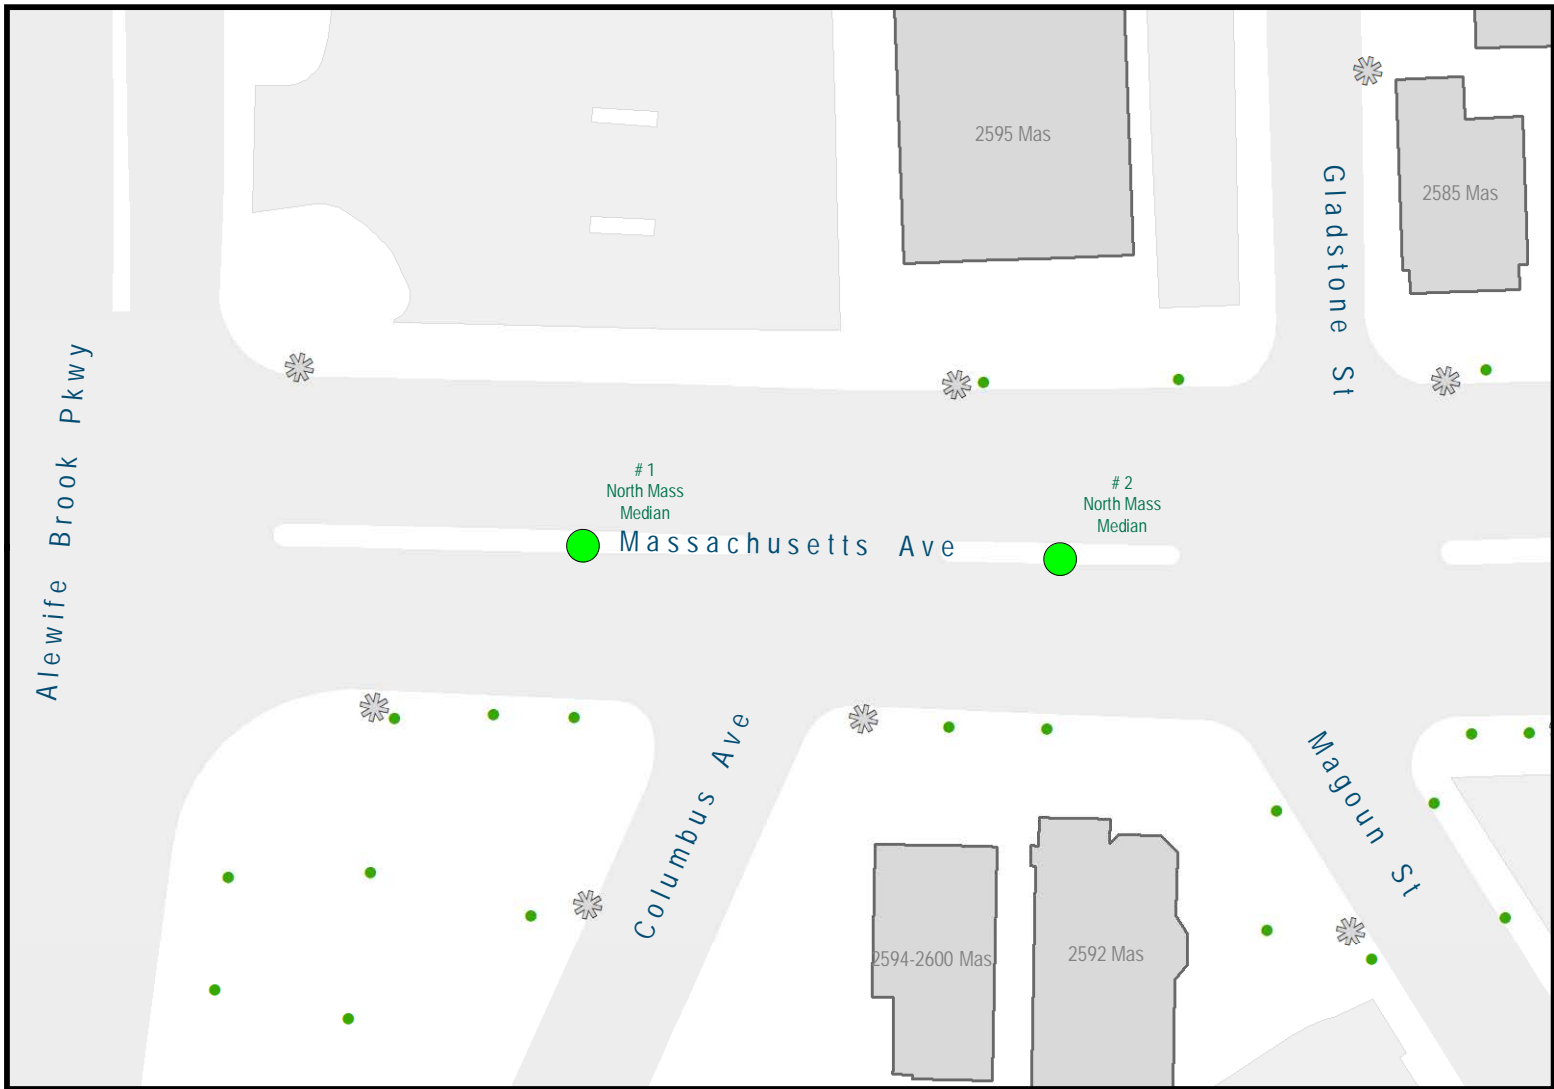 2595 Mas
2585 Mas
Gladstone St
Alewife Brook Pkwy
# 1
North Mass
Median
# 2
North Mass
Median
Massachusetts Ave
Columbus Ave
Magoun St
2594-2600 Mas
2592 Mas